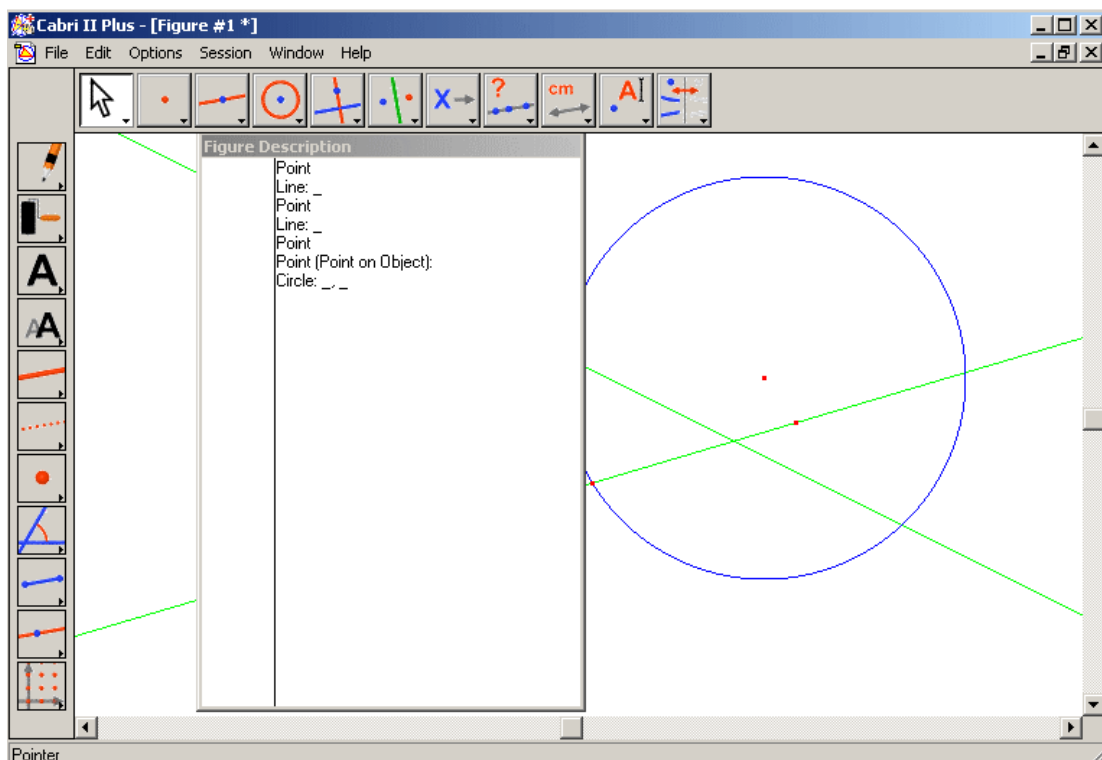 Cabri II Plus - [Figure #1 *]
File Edit Options Session Window Help
X ? cm A
Figure Description
Point
Line: _
Point
Line: _
Point
Point (Point on Object):
Circle: _, _
A
AA
Pointer